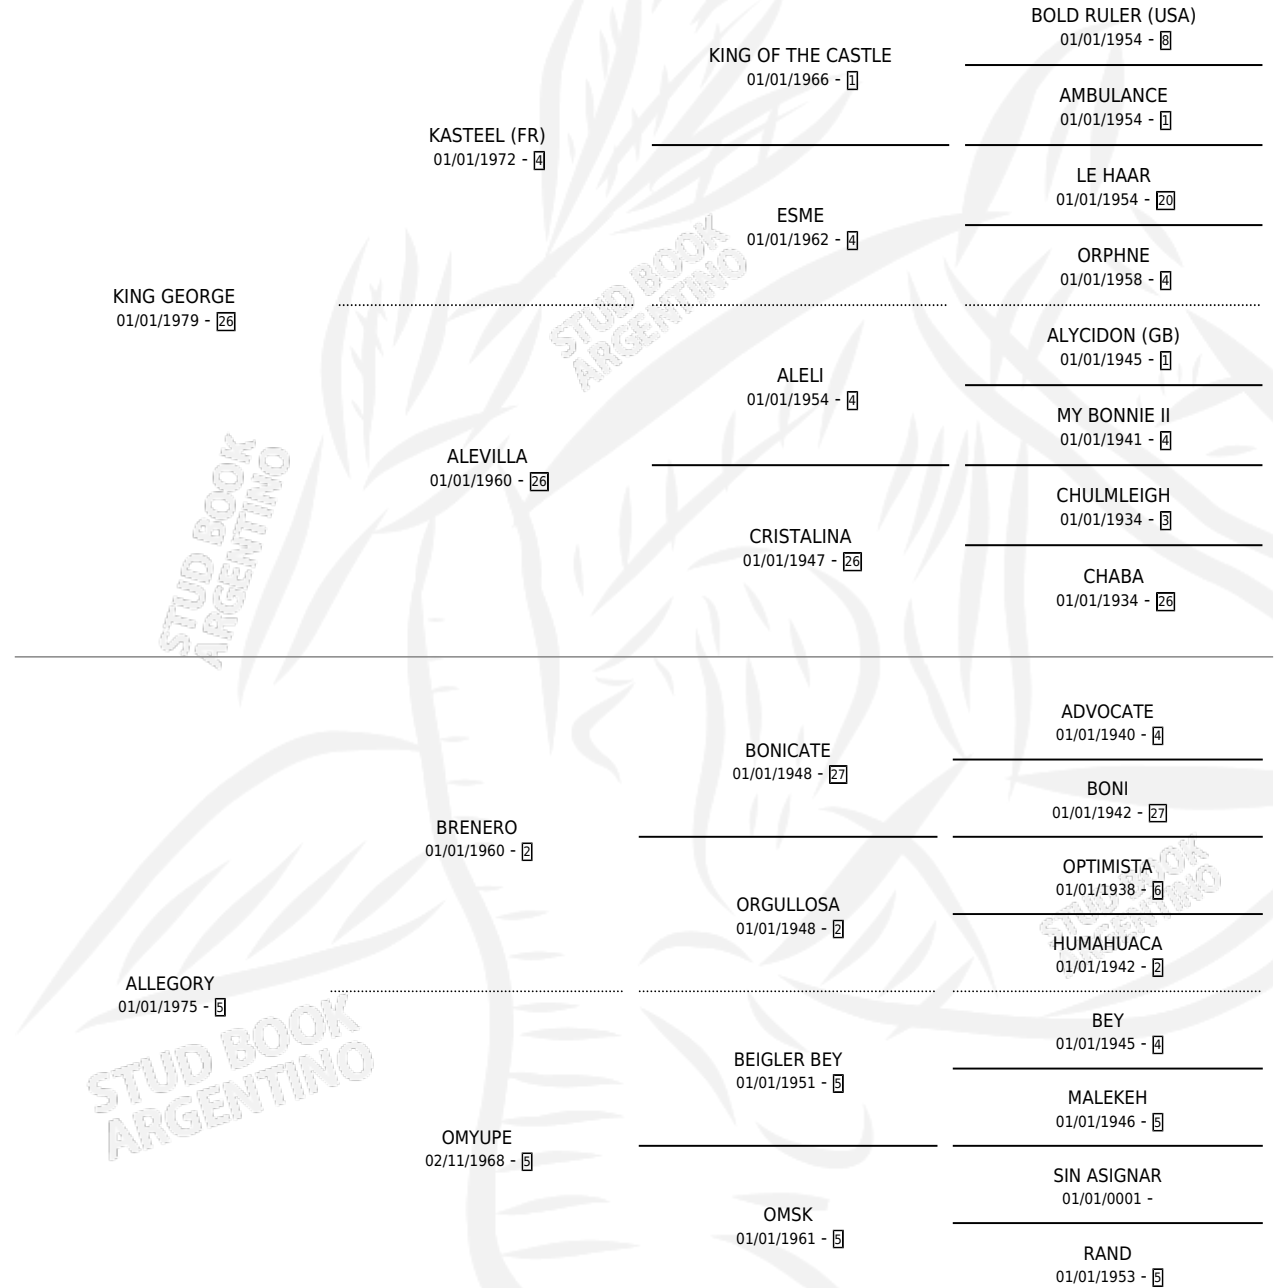 BOLD RULER (USA)
01/01/1954 - 8
KING OF THE CASTLE
01/01/1966 - 1
AMBULANCE
01/01/1954 - 1
KASTEEL (FR)
01/01/1972 - 4
LE HAAR
01/01/1954 - 20
ESME
01/01/1962 - 4
ORPHNE
01/01/1958 - 4
KING GEORGE
01/01/1979 - 26
STUD BOOK
ARGENTINO
ALYCIDON (GB)
01/01/1945 - 1
ALELI
01/01/1954 - 4
MY BONNIE II
01/01/1941 - 4
ALEVILLA
01/01/1960 - 26
CHULMLEIGH
01/01/1934 - 3
CRISTALINA
01/01/1947 - 26
CHABA
01/01/1934 - 26
STUD BOOK
ARGENTINO
ADVOCATE
01/01/1940 - 4
BONICATE
01/01/1948 - 27
BONI
01/01/1942 - 27
BRENERO
01/01/1960 - 2
OPTIMISTA
01/01/1938 - 6
ORGULLOSA
01/01/1948 - 2
HUMAHUACA
01/01/1942 - 2
STUD BOOK
ARGENTINO
ALLEGORY
01/01/1975 - 5
BEY
01/01/1945 - 4
BEIGLER BEY
01/01/1951 - 5
MALEKEH
01/01/1946 - 5
STUD BOOK
ARGENTINO
OMYUPE
02/11/1968 - 5
SIN ASIGNAR
01/01/0001 -
OMSK
01/01/1961 - 5
RAND
01/01/1953 - 5